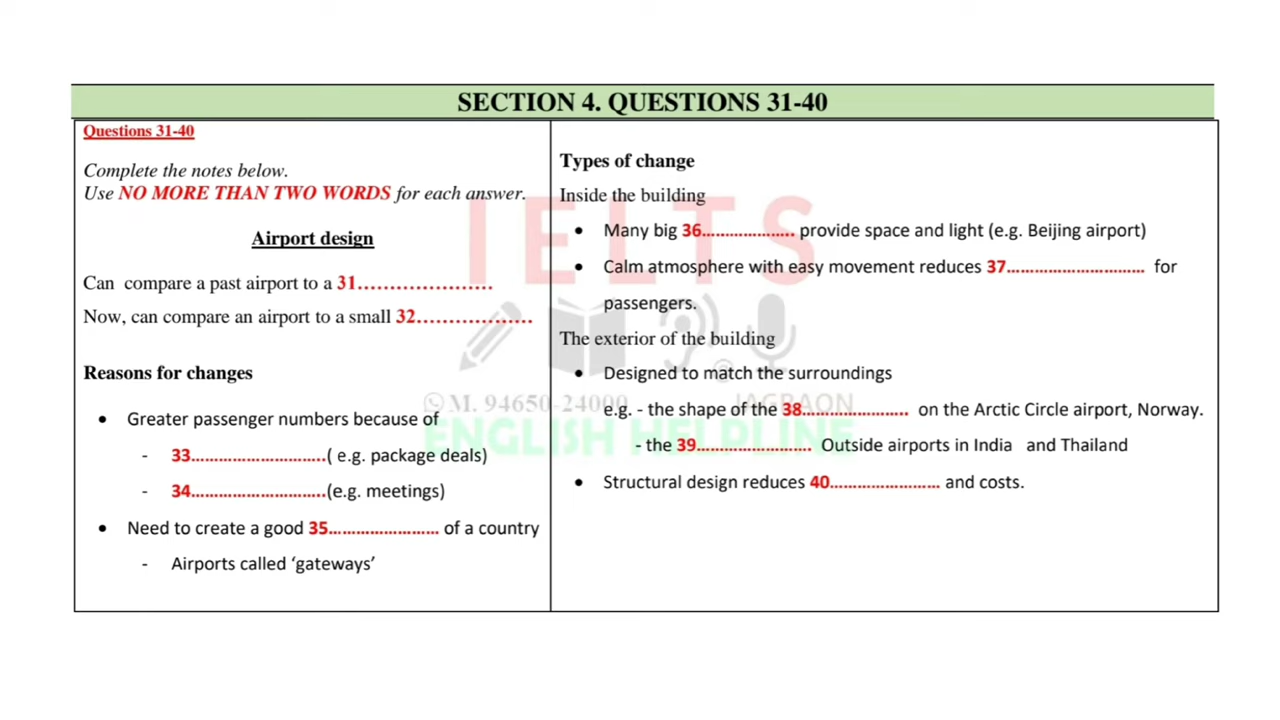 SECTION 4. QUESTIONS 31-40
Questions 31-40
Complete the notes below.
Use NO MORE THAN TWO WORDS for each answer.
Airport design
Can compare a past airport to a 31.....................
Now, can compare an airport to a small 32..................
Reasons for changes
• Greater passenger numbers because of
- 33.............................( e.g. package deals)
- 34.............................(e.g. meetings)
• Need to create a good 35........................ of a country
- Airports called ‘gateways’
Types of change
Inside the building
• Many big 36.................... provide space and light (e.g. Beijing airport)
• Calm atmosphere with easy movement reduces 37.............................. for
passengers.
The exterior of the building
• Designed to match the surroundings
e.g. - the shape of the 38....................... on the Arctic Circle airport, Norway.
- the 39......................... Outside airports in India and Thailand
• Structural design reduces 40........................ and costs.
IELTS
M. 94650-24000 @ JAGRAON
ENGLISH HELPLINE